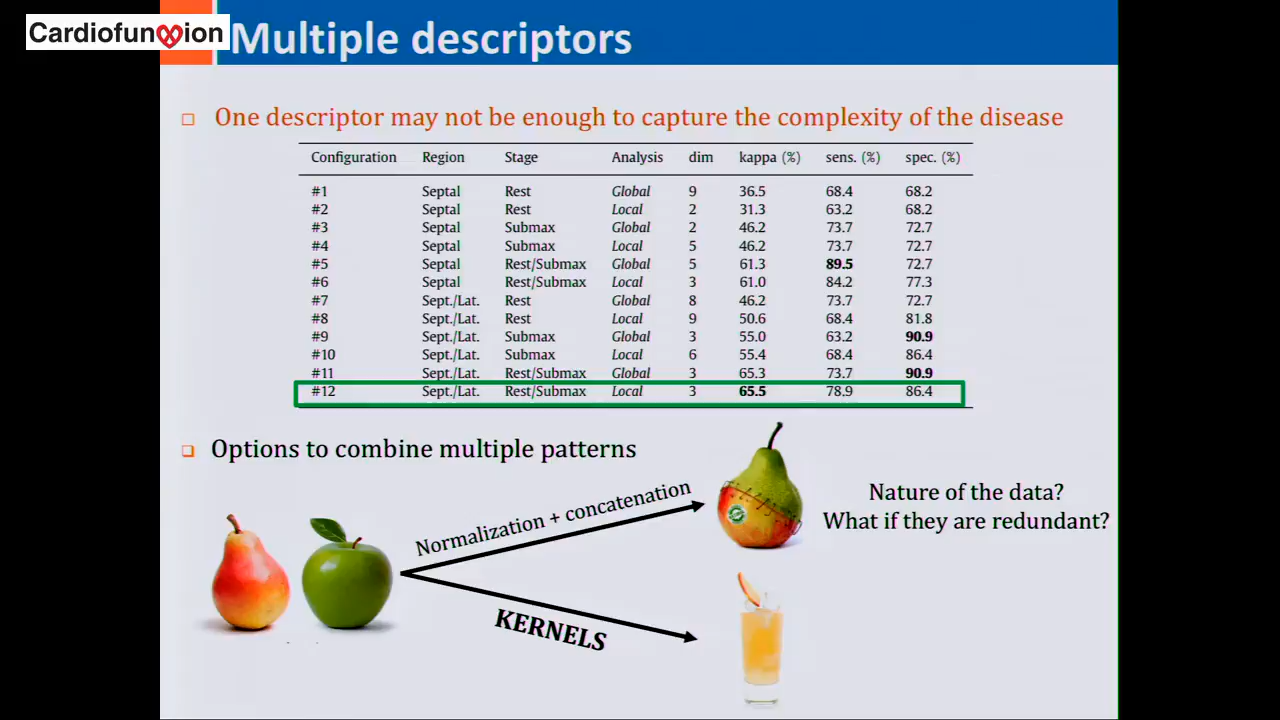 CardiofunXion
Multiple descriptors
One descriptor may not be enough to capture the complexity of the disease
Configuration Region Stage Analysis dim kappa (%) sens. (%) spec. (%)
#1 Septal Rest Global 9 36.5 68.4 68.2
#2 Septal Rest Local 2 31.3 63.2 68.2
#3 Septal Submax Global 2 46.2 73.7 72.7
#4 Septal Submax Local 5 46.2 73.7 72.7
#5 Septal Rest/Submax Global 5 61.3 89.5 72.7
#6 Septal Rest/Submax Local 3 61.0 84.2 77.3
#7 Sept./Lat. Rest Global 8 46.2 73.7 72.7
#8 Sept./Lat. Rest Local 9 50.6 68.4 81.8
#9 Sept./Lat. Submax Global 3 55.0 63.2 90.9
#10 Sept./Lat. Submax Local 6 55.4 68.4 86.4
#11 Sept./Lat. Rest/Submax Global 3 65.3 73.7 90.9
#12 Sept./Lat. Rest/Submax Local 3 65.5 78.9 86.4
Options to combine multiple patterns
Normalization + concatenation
Nature of the data?
What if they are redundant?
KERNELS